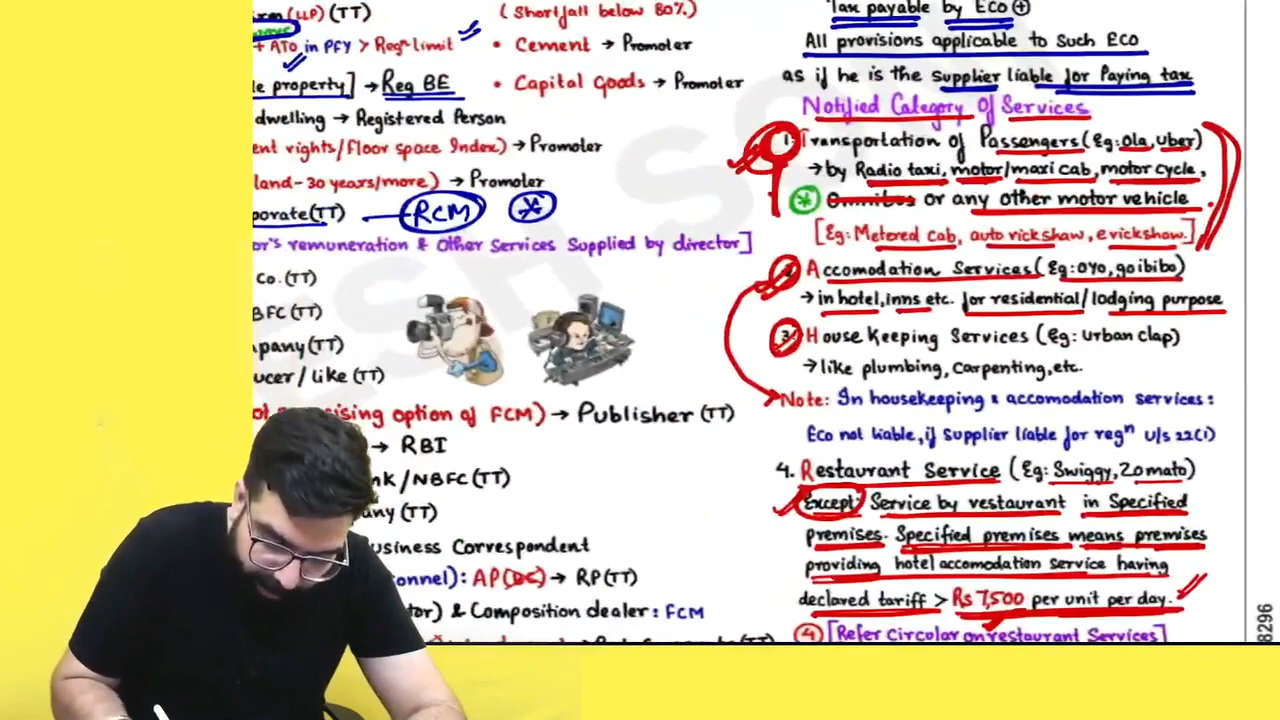 (LLP) (TT)
+ ATO in PFY > Regⁿ limit
le property] → Reg BE
dwelling → Registered Person
ent rights/floor space Index) → Promoter
land-30 years/more) → Promoter
porate (TT) — RCM *
or's remuneration & Other Services Supplied by director]
Co. (TT)
BFC (TT)
pany (TT)
ucer / like (TT)
ising option of FCM) → Publisher (TT)
→ RBI
nk / NBFC (TT)
any (TT)
usiness Correspondent
onnel): AP → RP (TT)
tor) & Composition dealer: FCM
(Shortfall below 80%)
• Cement → Promoter
• Capital Goods → Promoter
Tax payable by ECO +
All provisions applicable to Such ECO
as if he is the supplier liable for Paying tax
Notified Category Of Services
1. Transportation of Passengers (Eg: Ola, Uber)
→ by Radio taxi, motor/maxi cab, motor cycle,
* Omnibus or any other motor vehicle.
[Eg: Metered cab, auto rickshaw, e rickshaw.]
2. Accomodation Services (Eg: OYO, goibibo)
→ in hotel, inns etc. for residential/lodging purpose
3. House Keeping Services (Eg: urban clap)
→ like plumbing, Carpenting, etc.
Note: In housekeeping & accomodation services:
Eco not liable, if Supplier liable for regⁿ u/s 22(1)
4. Restaurant Service (Eg: Swiggy, Zomato)
Except: Service by restaurant in Specified
premises. Specified premises means premises
providing hotel accomodation service having
declared tariff > Rs 7,500 per unit per day.
4 [Refer Circular on restaurant Services]
8296